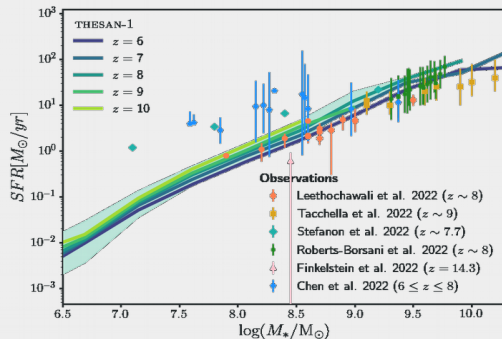 THESAN-1
z = 6
z = 7
z = 8
z = 9
z = 10
10³
10²
10¹
10⁰
10⁻¹
10⁻²
10⁻³
SFR[M⊙/yr]
Observations
Leethochawali et al. 2022 (z ∼ 8)
Tacchella et al. 2022 (z ∼ 9)
Stefanon et al. 2022 (z ∼ 7.7)
Roberts-Borsani et al. 2022 (z ∼ 8)
Finkelstein et al. 2022 (z = 14.3)
Chen et al. 2022 (6 ≤ z ≤ 8)
6.5 7.0 7.5 8.0 8.5 9.0 9.5 10.0
log(M*/M⊙)